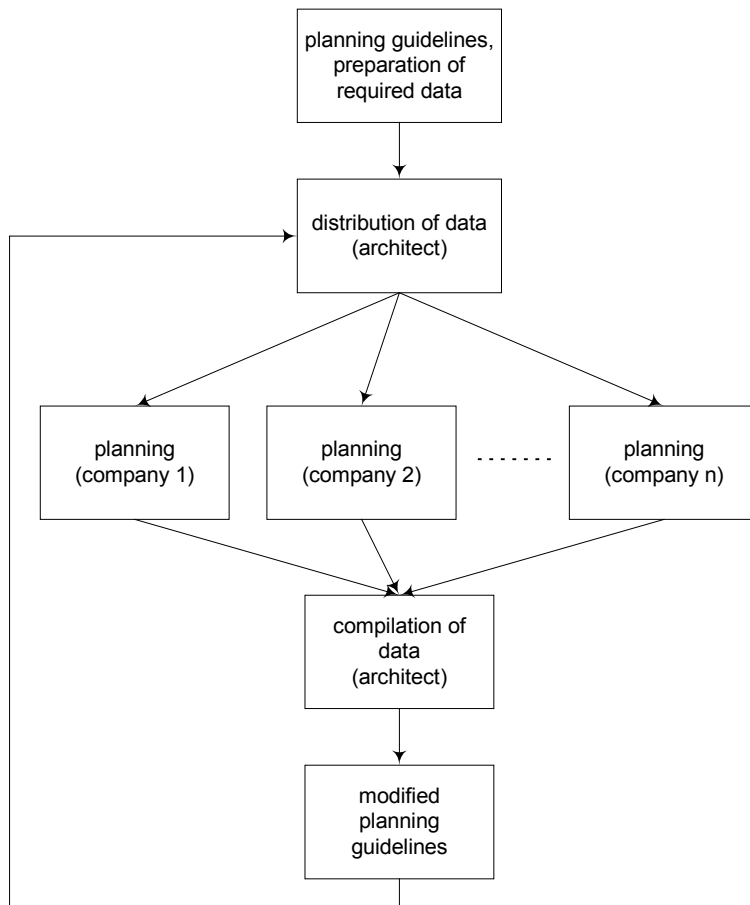 planning guidelines,
preparation of
required data
distribution of data
(architect)
planning
(company 1)
planning
(company 2)
planning
(company n)
compilation of
data
(architect)
modified
planning
guidelines